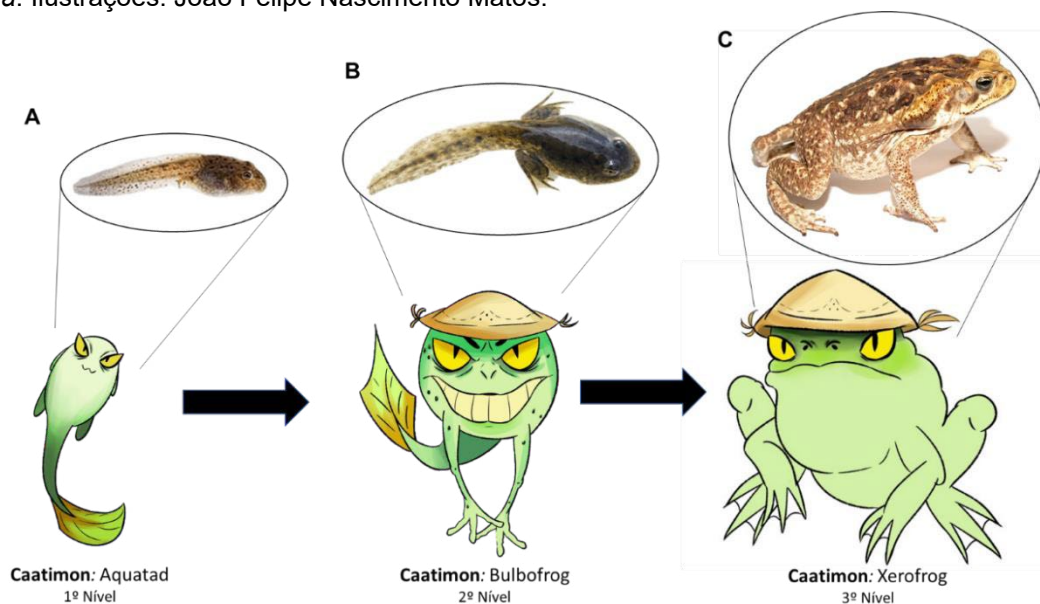 a. Ilustrações: João Felipe Nascimento Matos.
A
B
C
Caatimon: Aquatad
1º Nível
Caatimon: Bulbofrog
2º Nível
Caatimon: Xerofrog
3º Nível